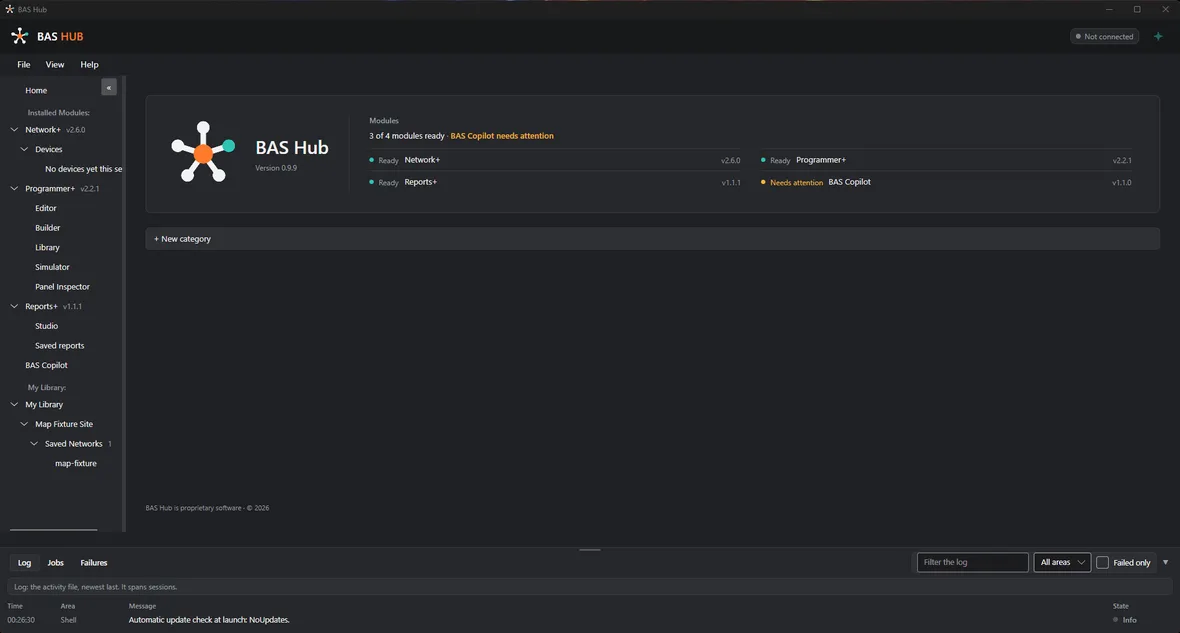 BAS Hub
BAS HUB
Not connected
File View Help
Home
«
Installed Modules:
Network+ v2.6.0
Devices
No devices yet this se
Programmer+ v2.2.1
Editor
Builder
Library
Simulator
Panel Inspector
Reports+ v1.1.1
Studio
Saved reports
BAS Copilot
My Library:
My Library
Map Fixture Site
Saved Networks 1
map-fixture
BAS Hub
Version 0.9.9
Modules
3 of 4 modules ready · BAS Copilot needs attention
Ready Network+ v2.6.0
Ready Programmer+ v2.2.1
Ready Reports+ v1.1.1
Needs attention BAS Copilot v1.1.0
+ New category
BAS Hub is proprietary software · © 2026
Log Jobs Failures
Filter the log
All areas
Failed only
Log: the activity file, newest last. It spans sessions.
Time Area Message State
00:26:30 Shell Automatic update check at launch: NoUpdates. Info